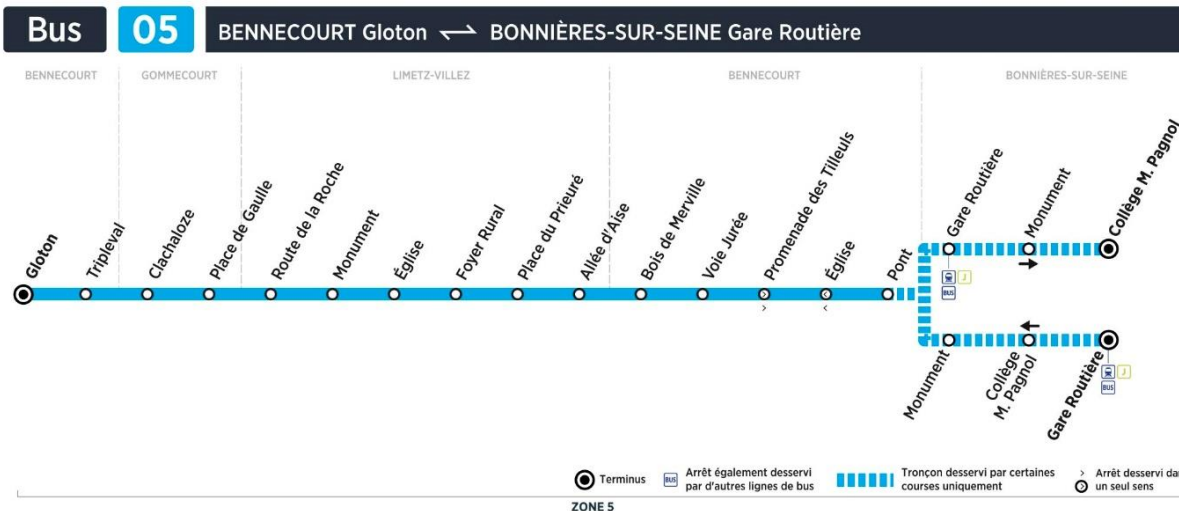 Bus 05 BENNECOURT Gloton BONNIÈRES-SUR-SEINE Gare Routière
BENNECOURT GOMMECOURT LIMETZ-VILLEZ BENNECOURT BONNIÈRES-SUR-SEINE
Gloton
Tripleval
Clachaloze
Place de Gaulle
Route de la Roche
Monument
Église
Foyer Rural
Place du Prieuré
Allée d'Aise
Bois de Merville
Voie Jurée
Promenade des Tilleuls
Église
Pont
Gare Routière
Monument
Collège M. Pagnol
J
BUS
Monument
Collège
M. Pagnol
Gare Routière
J
BUS
Terminus
BUS
Arrêt également desservi
par d'autres lignes de bus
Tronçon desservi par certaines
courses uniquement
Arrêt desservi da
un seul sens
ZONE 5